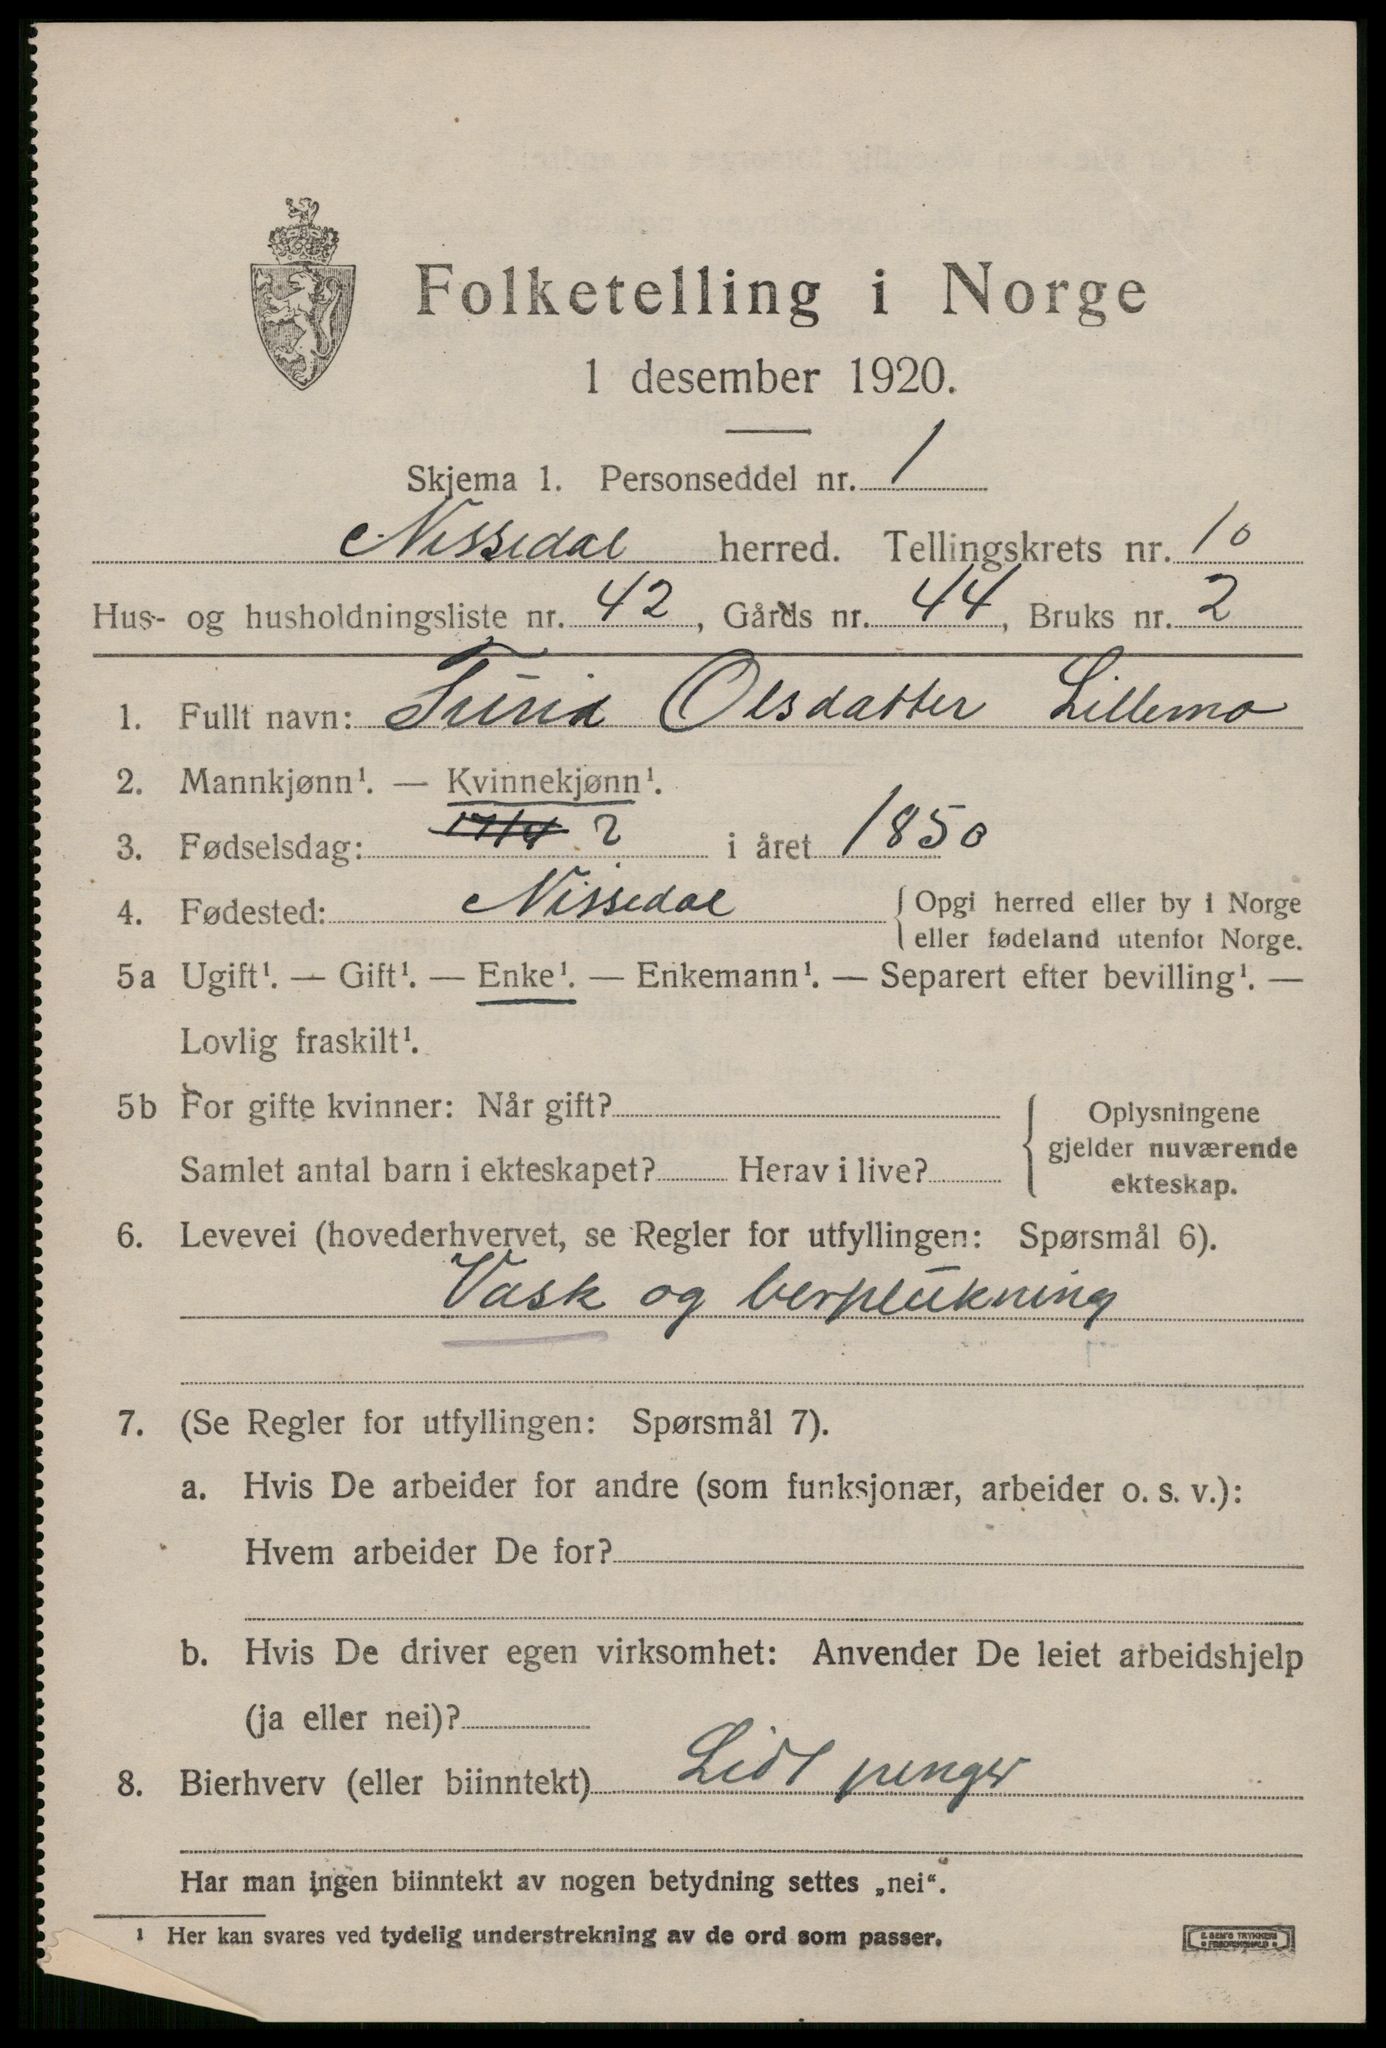 Folketelling i Norge
1 desember 1920.
Skjema 1. Personseddel nr. 1
Nissedal herred. Tellingskrets nr. 10
Hus- og husholdningsliste nr. 42, Gårds nr. 44, Bruks nr. 2
1. Fullt navn: Turid Olsdatter Lillemo
2. Mannkjønn¹. — Kvinnekjønn¹.
3. Fødselsdag: 17/4 ? i året 1850
4. Fødested: Nissedal { Opgi herred eller by i Norge
eller fødeland utenfor Norge.
5a Ugift¹. — Gift¹. — Enke¹. — Enkemann¹. — Separert efter bevilling¹. —
Lovlig fraskilt¹.
5b For gifte kvinner: Når gift?
Samlet antal barn i ekteskapet? Herav i live?
Oplysningene
gjelder nuværende
ekteskap.
6. Levevei (hovederhvervet, se Regler for utfyllingen: Spørsmål 6).
Vask og berplukning
7. (Se Regler for utfyllingen: Spørsmål 7).
a. Hvis De arbeider for andre (som funksjonær, arbeider o. s. v.):
Hvem arbeider De for?
b. Hvis De driver egen virksomhet: Anvender De leiet arbeidshjelp
(ja eller nei)?
8. Bierhverv (eller biinntekt) Lidt penger
Har man ingen biinntekt av nogen betydning settes „nei“.
¹ Her kan svares ved tydelig understrekning av de ord som passer.